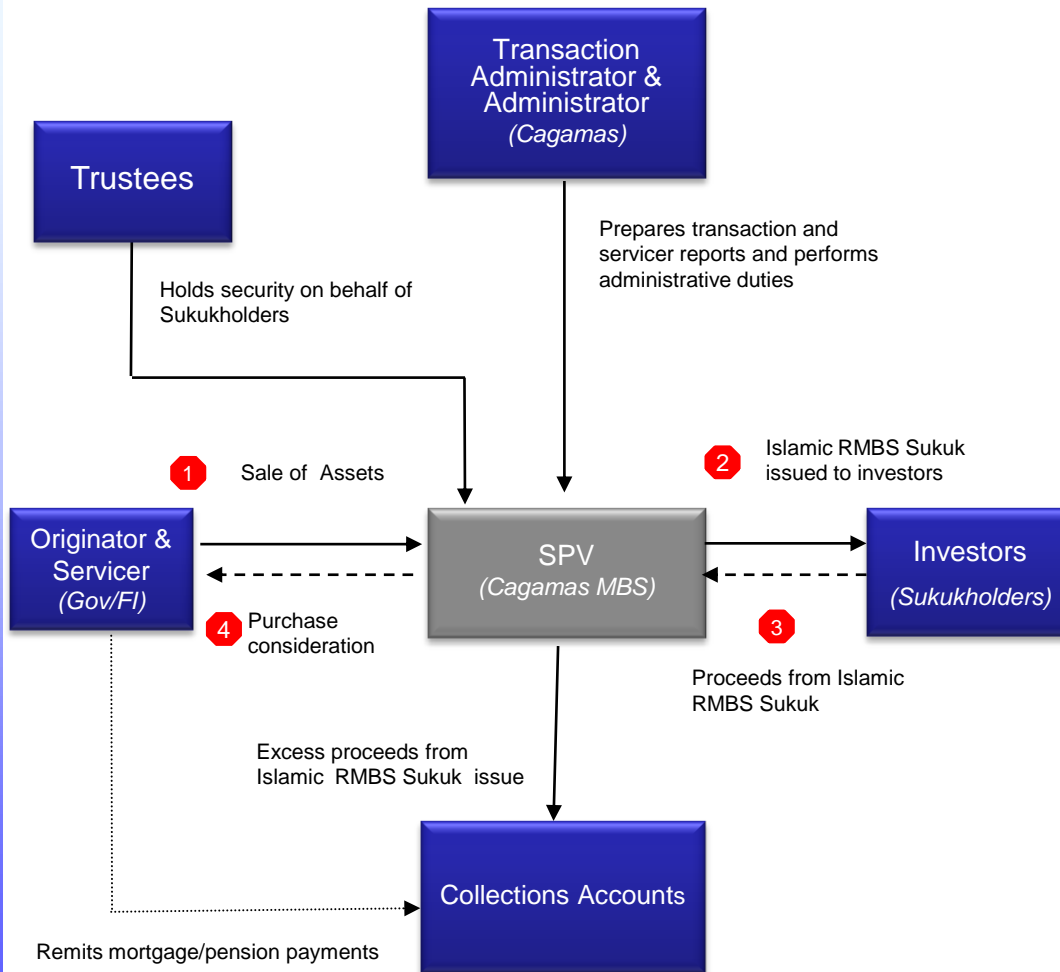 Transaction
Administrator &
Administrator
(Cagamas)
Trustees
Prepares transaction and
servicer reports and performs
administrative duties
Holds security on behalf of
Sukukholders
1
Sale of Assets
2
Islamic RMBS Sukuk
issued to investors
Originator &
Servicer
(Gov/FI)
SPV
(Cagamas MBS)
Investors
(Sukukholders)
4
Purchase
consideration
3
Proceeds from Islamic
RMBS Sukuk
Excess proceeds from
Islamic RMBS Sukuk issue
Collections Accounts
Remits mortgage/pension payments